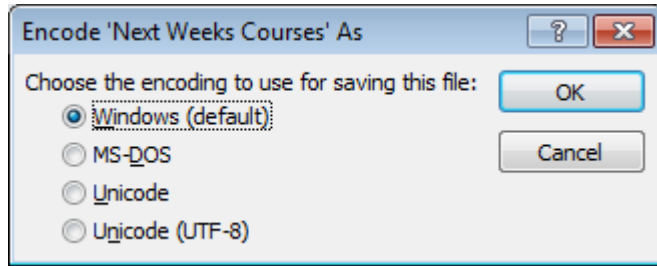 Encode 'Next Weeks Courses' As
Choose the encoding to use for saving this file:
OK
Windows (default)
MS-DOS
Cancel
Unicode
Unicode (UTF-8)